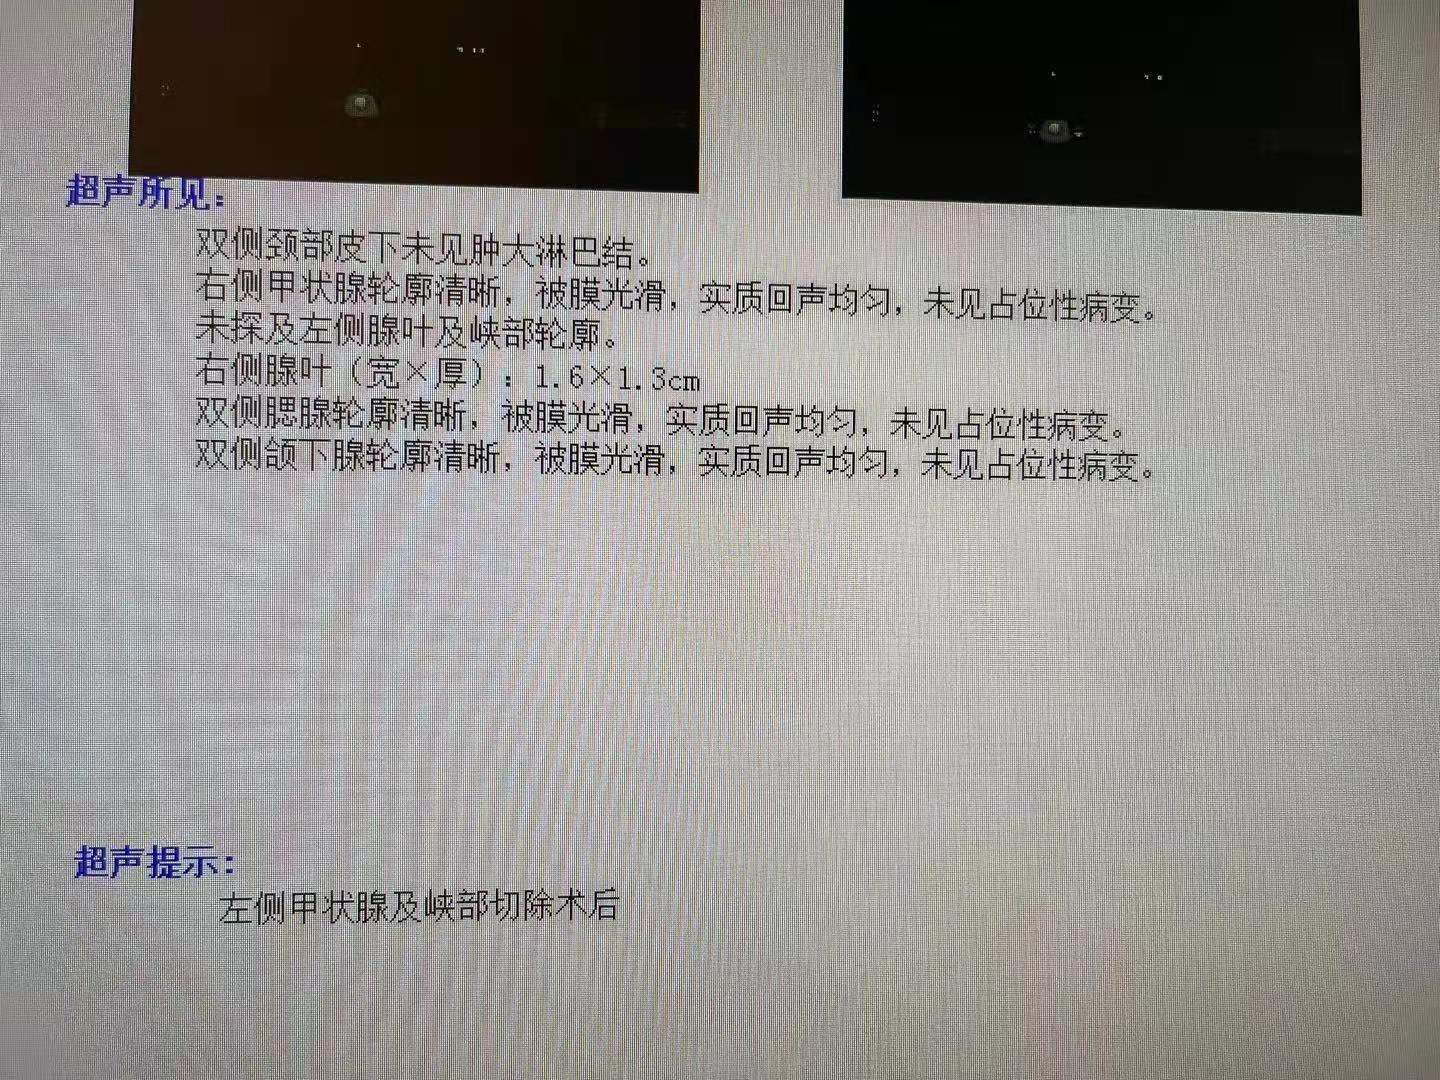 超声所见：
双侧颈部皮下未见肿大淋巴结。
右侧甲状腺轮廓清晰，被膜光滑，实质回声均匀，未见占位性病变。
未探及左侧腺叶及峡部轮廓。
右侧腺叶（宽×厚）：1.6×1.3cm
双侧腮腺轮廓清晰，被膜光滑，实质回声均匀，未见占位性病变。
双侧颌下腺轮廓清晰，被膜光滑，实质回声均匀，未见占位性病变。
超声提示：
左侧甲状腺及峡部切除术后